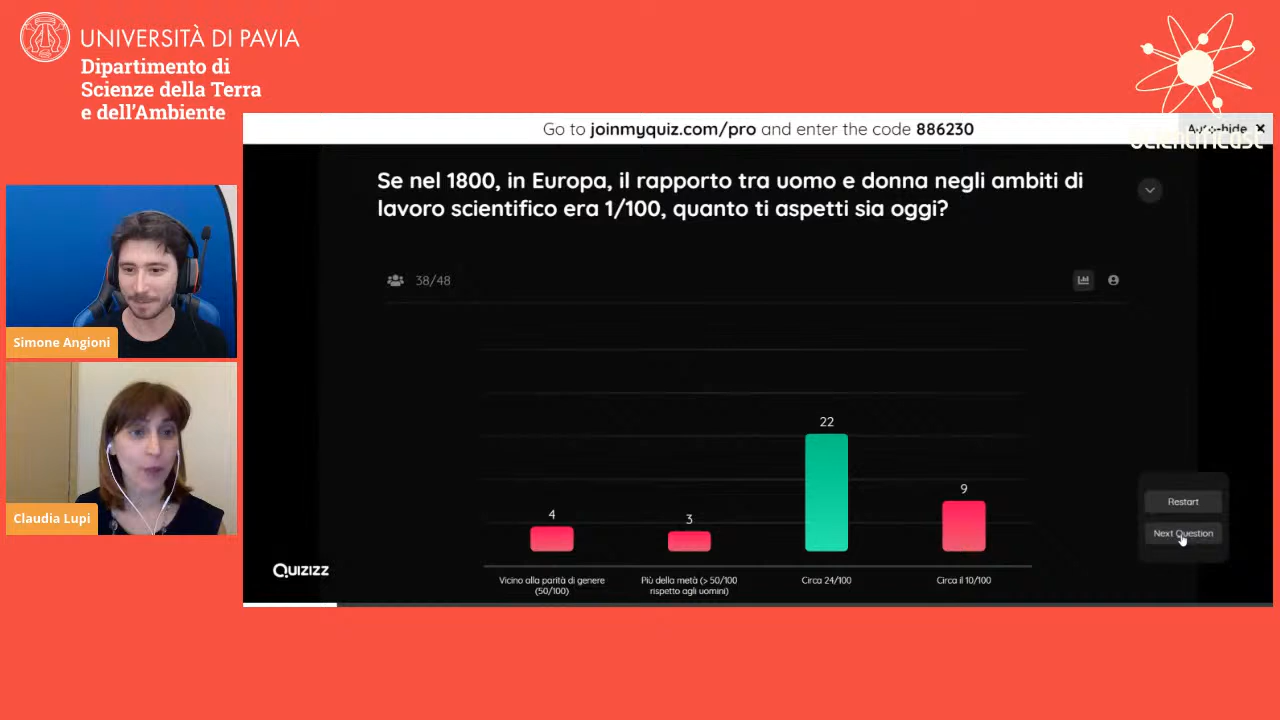 UNIVERSITÀ DI PAVIA
Dipartimento di
Scienze della Terra
e dell'Ambiente
Go to joinmyquiz.com/pro and enter the code 886230
Auto-hide ✕
Scientificast
Se nel 1800, in Europa, il rapporto tra uomo e donna negli ambiti di
lavoro scientifico era 1/100, quanto ti aspetti sia oggi?
38/48
Simone Angioni
Claudia Lupi
4
3
22
9
Vicino alla parità di genere
(50/100)
Più della metà (> 50/100
rispetto agli uomini)
Circa 24/100
Circa il 10/100
Restart
Next Question
Quizizz